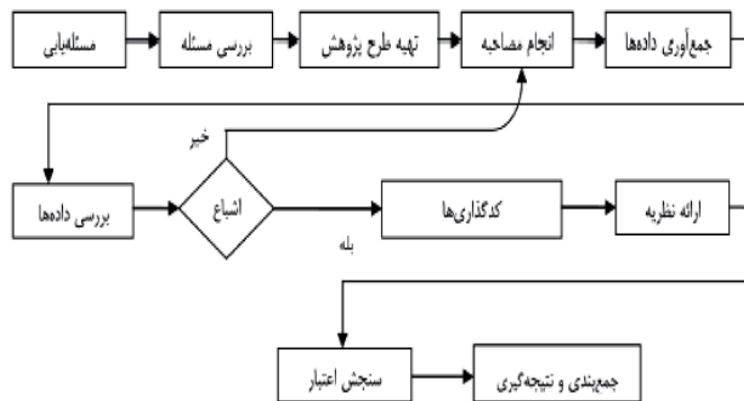 مسئله‌یابی
بررسی مسئله
تهیه طرح پژوهش
انجام مصاحبه
جمع‌آوری داده‌ها
خیر
بررسی داده‌ها
اشباع
بله
کدگذاری‌ها
ارائه نظریه
سنجش اعتبار
جمع‌بندی و نتیجه‌گیری